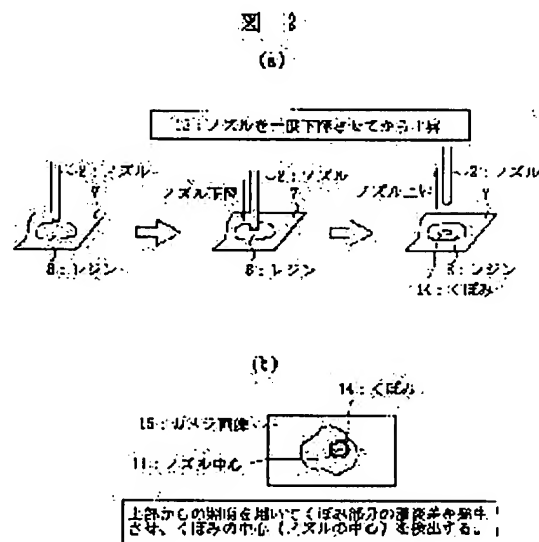 図 3
(a)
13:ノズルを一度下降させてから上昇
2:ノズル
2:ノズル
2:ノズル
ノズル下降
ノズル上昇
7
7
7
8:レジン
8:レジン
8:レジン
14:くぼみ
(b)
14:くぼみ
15:カメラ画像
11:ノズル中心
上部からの照明を用いてくぼみ部分の濃淡差を発生
させ、くぼみの中心(ノズルの中心)を検出する。